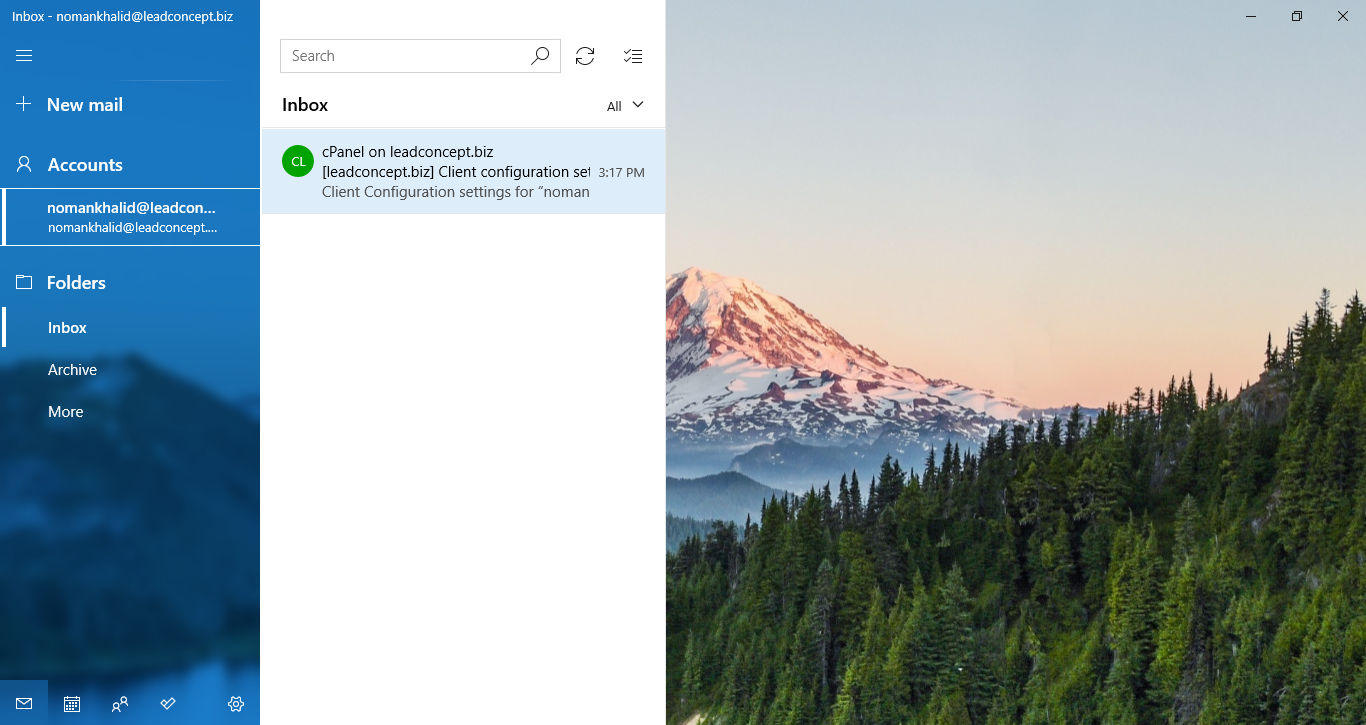 Inbox - nomankhalid@leadconcept.biz
Search
New mail
Inbox
All
Accounts
CL
cPanel on leadconcept.biz
[leadconcept.biz] Client configuration set
3:17 PM
Client Configuration settings for “noman
nomankhalid@leadcon...
nomankhalid@leadconcept....
Folders
Inbox
Archive
More